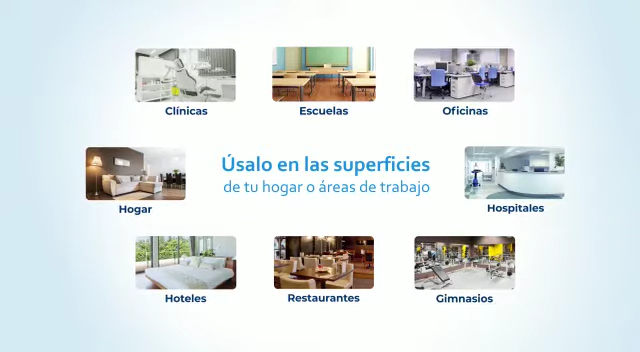 Clínicas
Escuelas
Oficinas
Úsalo en las superficies
de tu hogar o áreas de trabajo
Hogar
Hospitales
Hoteles
Restaurantes
Gimnasios